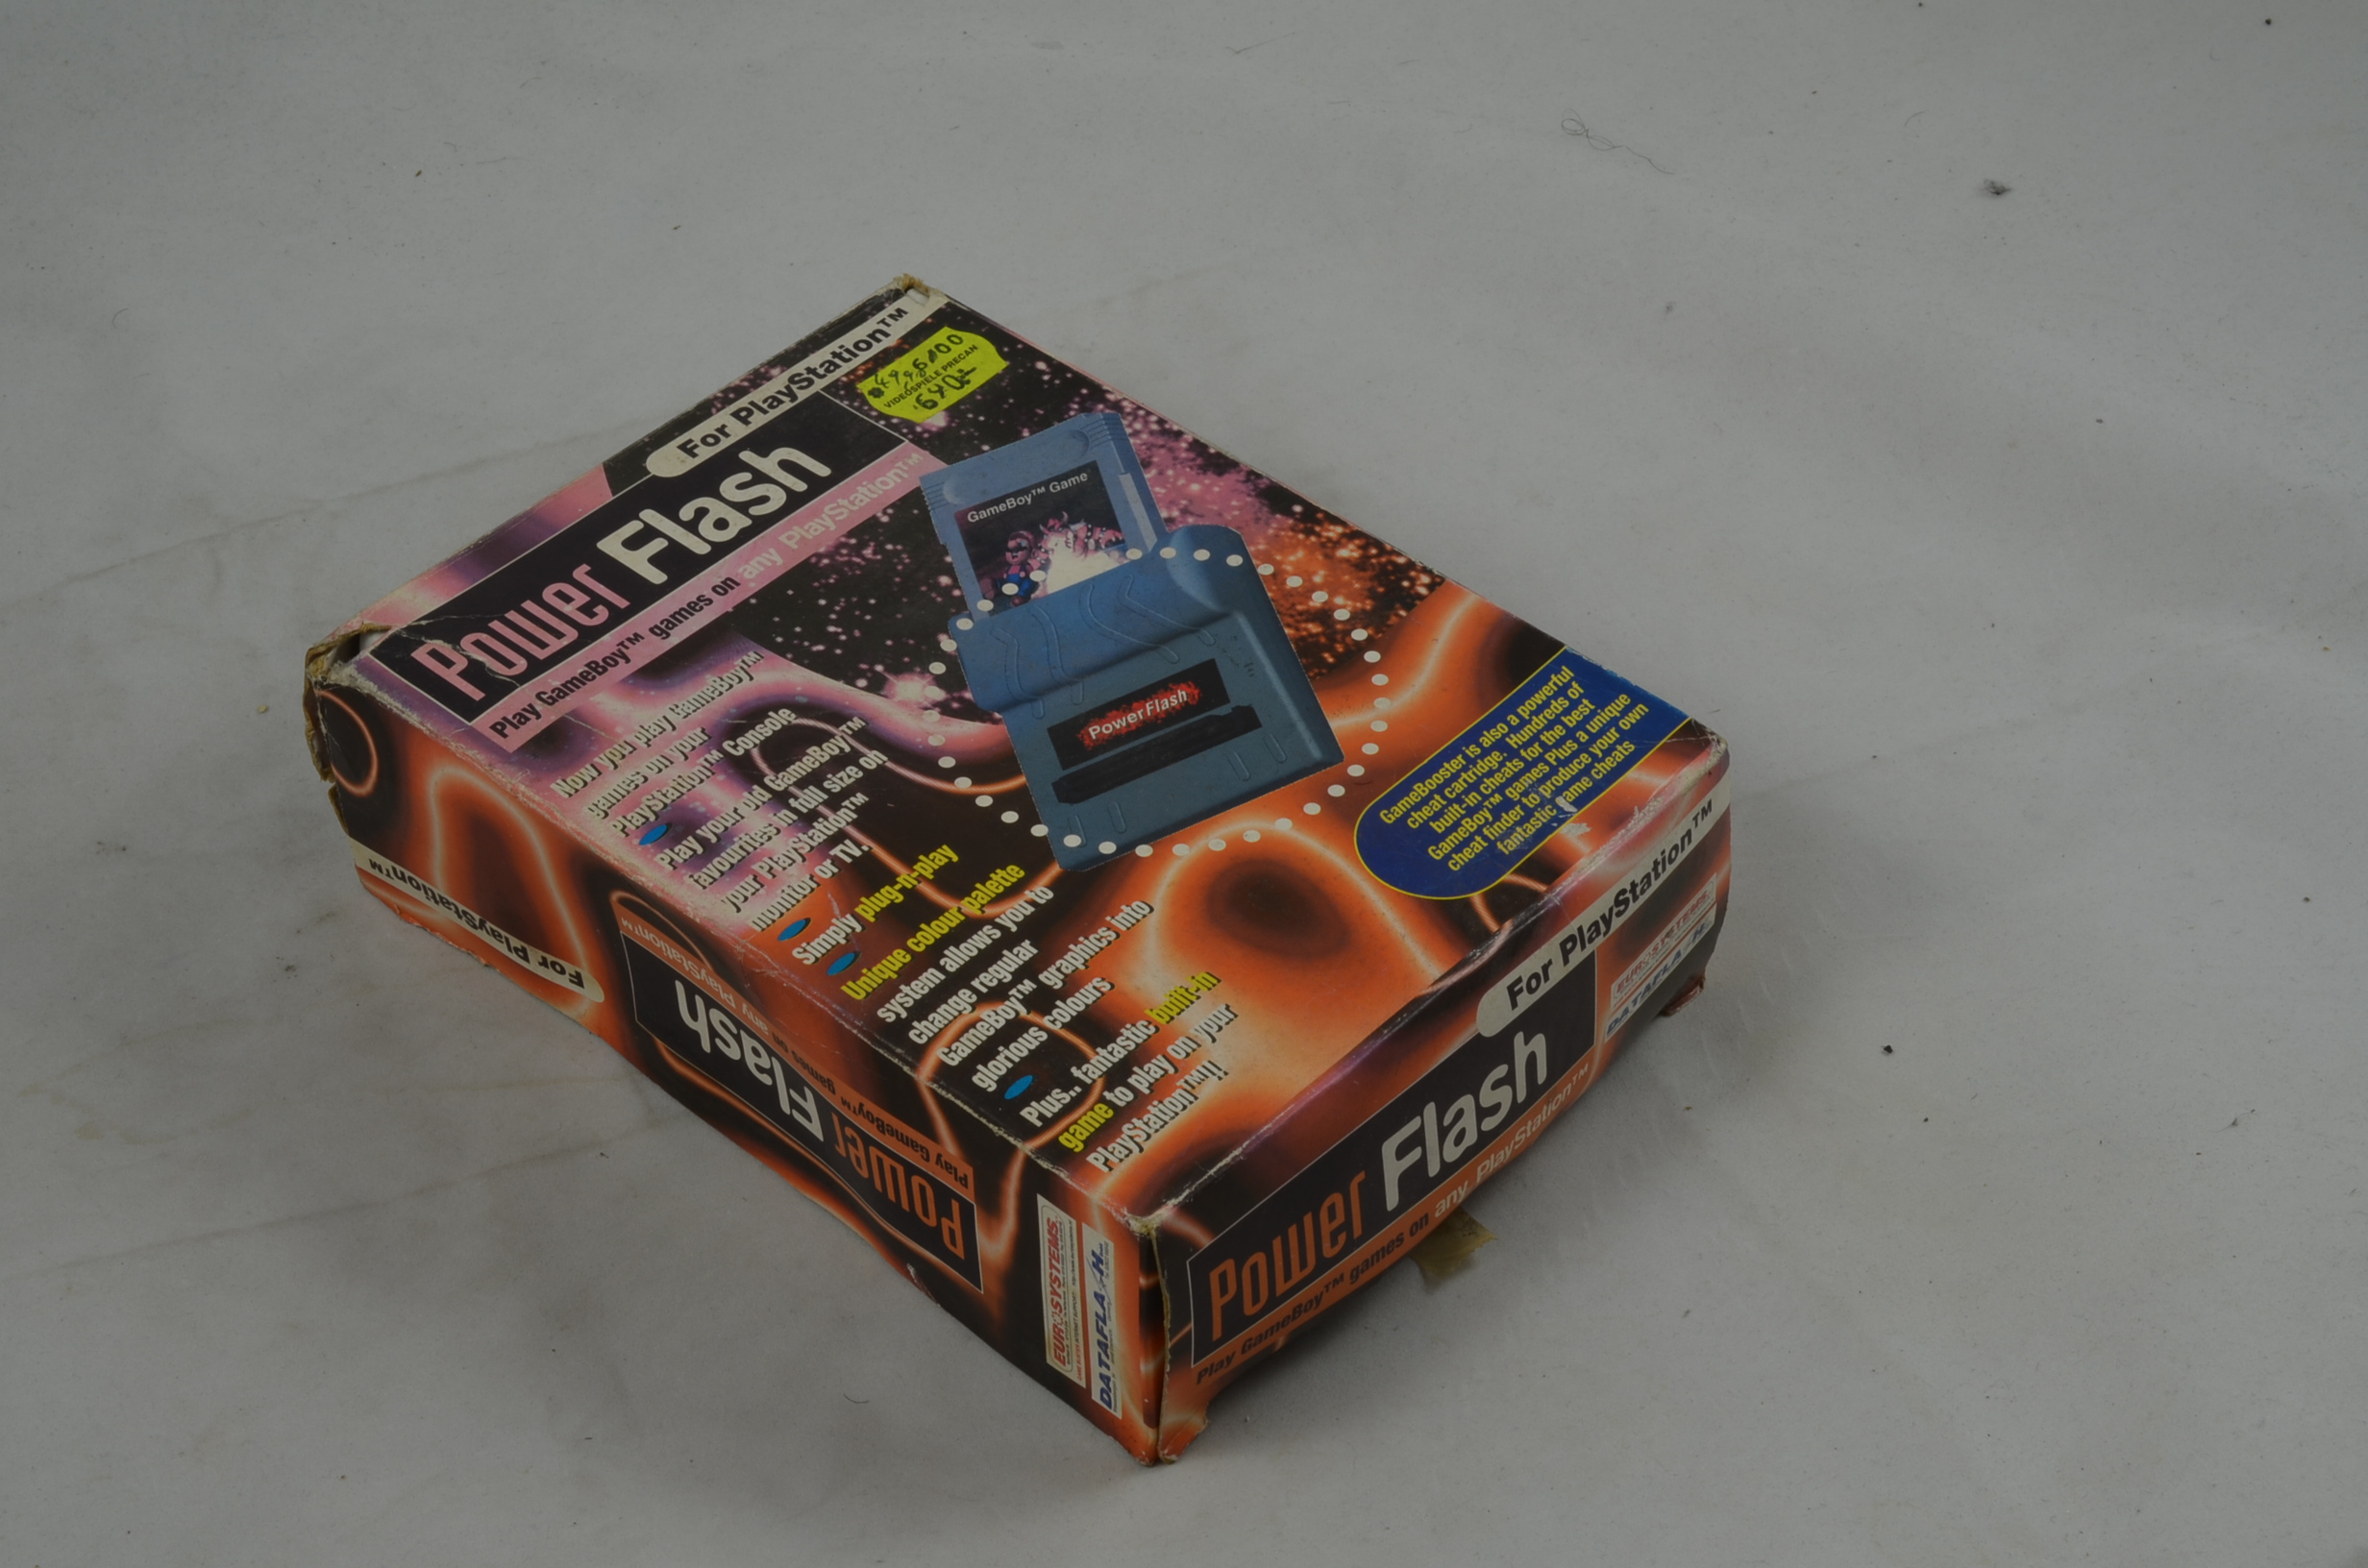 For PlayStation™
Power Flash
Play GameBoy™ games on any PlayStation™
VIDEOSPIELE PRECAN
640
GameBoy™ Game
PowerFlash
Now you play GameBoy™
games on your
PlayStation™ Console
Play your old GameBoy™
favourites in full size on
your PlayStation™
monitor or TV.
Simply plug-n-play
Unique colour palette
system allows you to
change regular
GameBoy™ graphics into
glorious colours
Plus.. fantastic built-in
game to play on your
PlayStation™!!
GameBooster is also a powerful
cheat cartridge. Hundreds of
built-in cheats for the best
GameBoy™ games Plus a unique
cheat finder to produce your own
fantastic game cheats
For PlayStation™
Power Flash
Play GameBoy™ games on any PlayStation™
EUROSYSTEMS
DATAFLASH
For PlayStation™
Power Flash
Play GameBoy™ games on any PlayStation™
EUROSYSTEMS
DATAFLASH